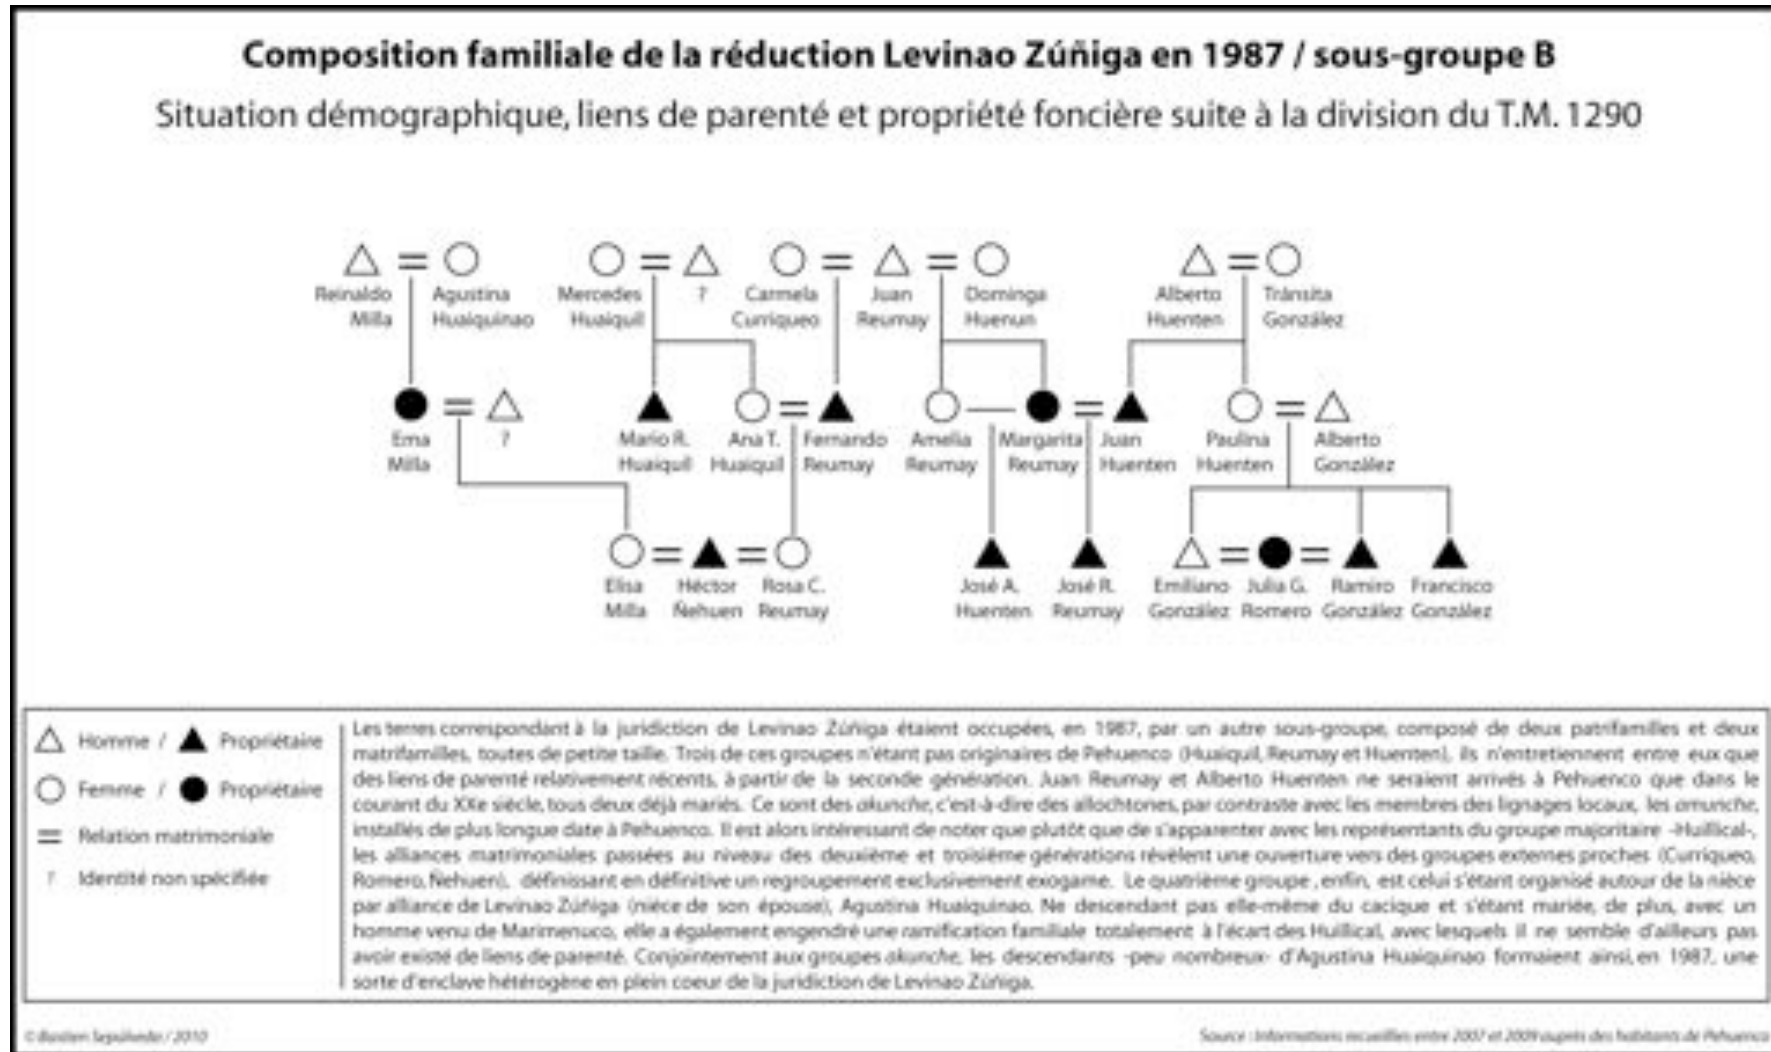 Composition familiale de la réduction Levinao Zúñiga en 1987 / sous-groupe B
Situation démographique, liens de parenté et propriété foncière suite à la division du T.M. 1290
Reinaldo Milla
Agustina Huaiquinao
Mercedes Huaiquil
?
Carmela Curriqueo
Juan Reumay
Dominga Huenun
Alberto Huenten
Tránsita González
Ema Milla
?
Mario R. Huaiquil
Ana T. Huaiquil
Fernando Reumay
Amelia Reumay
Margarita Reumay
Juan Huenten
Paulina Huenten
Alberto González
Elisa Milla
Héctor Ñehuen
Rosa C. Reumay
José A. Huenten
José R. Reumay
Emiliano González
Julia G. Romero
Ramiro González
Francisco González
Homme / Propriétaire
Femme / Propriétaire
= Relation matrimoniale
? Identité non spécifiée
Les terres correspondant à la juridiction de Levinao Zúñiga étaient occupées, en 1987, par un autre sous-groupe, composé de deux patrifamilles et deux
matrifamilles, toutes de petite taille. Trois de ces groupes n'étant pas originaires de Pehuenco (Huaiquil, Reumay et Huenten), ils n'entretiennent entre eux que
des liens de parenté relativement récents, à partir de la seconde génération. Juan Reumay et Alberto Huenten ne seraient arrivés à Pehuenco que dans le
courant du XXe siècle, tous deux déjà mariés. Ce sont des akunche, c'est-à-dire des allochtones, par contraste avec les membres des lignages locaux, les amunche,
installés de plus longue date à Pehuenco. Il est alors intéressant de noter que plutôt que de s'apparenter avec les représentants du groupe majoritaire -Huillical-,
les alliances matrimoniales passées au niveau des deuxième et troisième générations révèlent une ouverture vers des groupes externes proches (Curriqueo,
Romero, Ñehuen), définissant en définitive un regroupement exclusivement exogame. Le quatrième groupe, enfin, est celui s'étant organisé autour de la nièce
par alliance de Levinao Zúñiga (nièce de son épouse), Agustina Huaiquinao. Ne descendant pas elle-même du cacique et s'étant mariée, de plus, avec un
homme venu de Marimenuco, elle a également engendré une ramification familiale totalement à l'écart des Huillical, avec lesquels il ne semble d'ailleurs pas
avoir existé de liens de parenté. Conjointement aux groupes akunche, les descendants -peu nombreux- d'Agustina Huaiquinao formaient ainsi, en 1987, une
sorte d'enclave hétérogène en plein coeur de la juridiction de Levinao Zúñiga.
© Bastien Sepúlveda / 2010
Source : Informations recueillies entre 2007 et 2009 auprès des habitants de Pehuenco